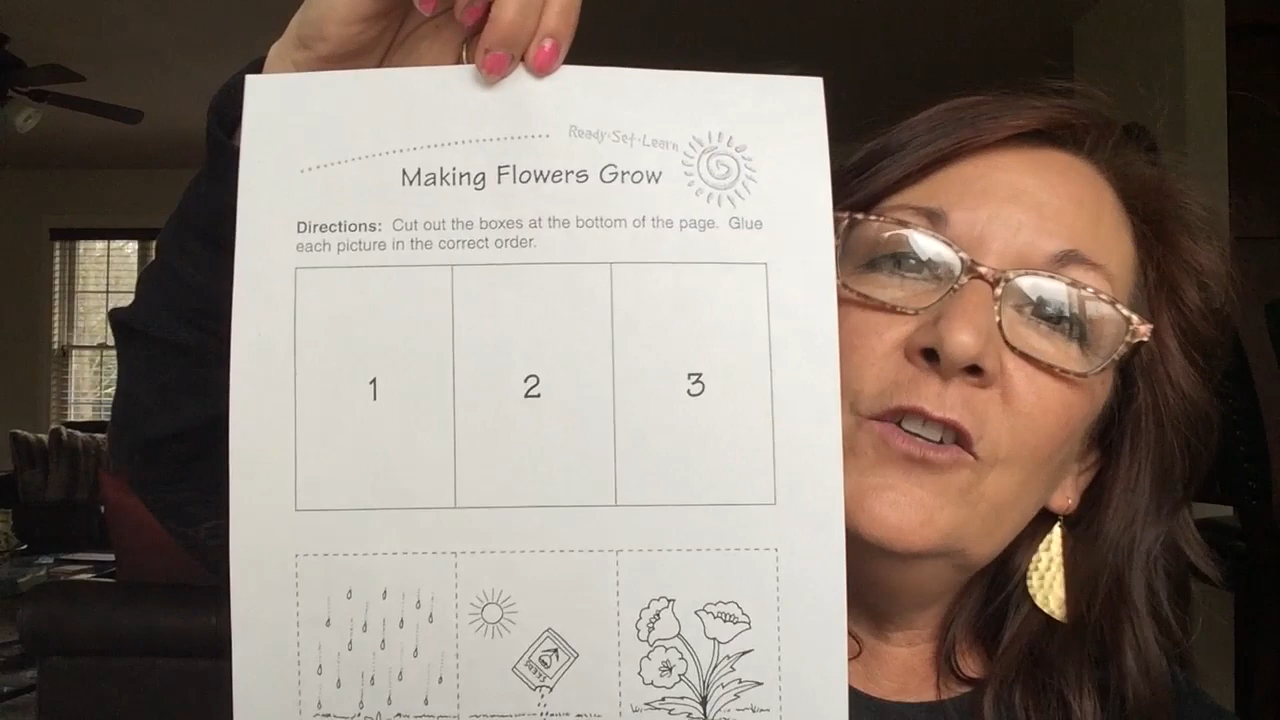 Ready·Set·Learn
Making Flowers Grow
Directions: Cut out the boxes at the bottom of the page. Glue
each picture in the correct order.
1 2 3
SEEDS